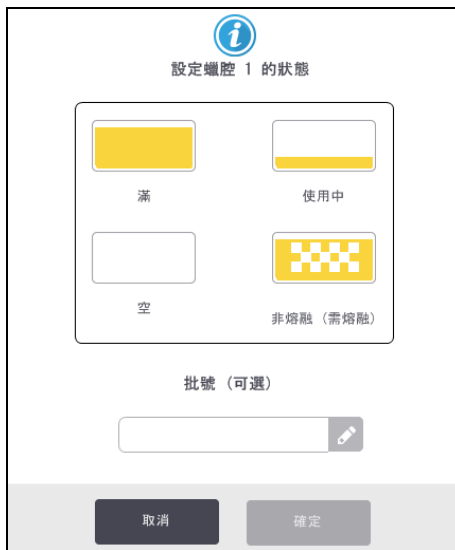 設定蠟腔 1 的狀態
滿
使用中
空
非熔融（需熔融）
批號（可選）
取消
確定